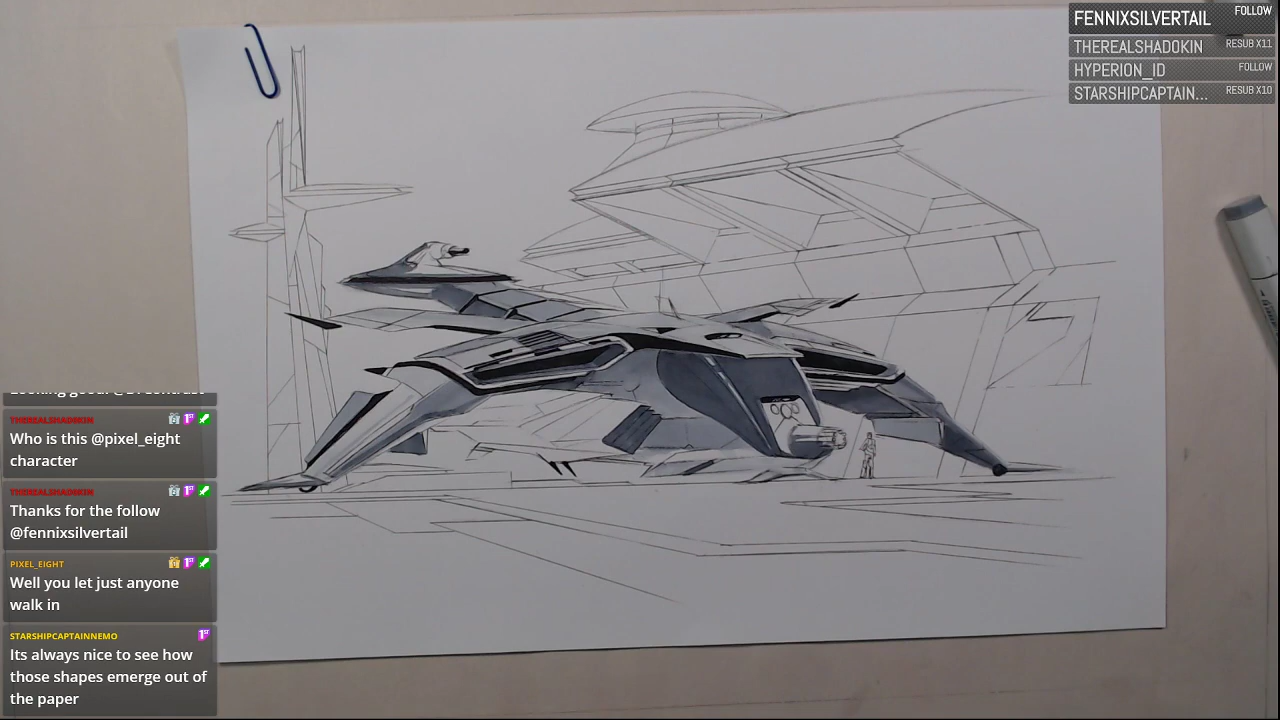 FENNIXSILVERTAIL FOLLOW
THEREALSHADOKIN RESUB X11
HYPERION_ID FOLLOW
STARSHIPCAPTAIN... RESUB X10
THEREALSHADOKIN
Who is this @pixel_eight
character
THEREALSHADOKIN
Thanks for the follow
@fennixsilvertail
PIXEL_EIGHT
Well you let just anyone
walk in
STARSHIPCAPTAINNEMO
Its always nice to see how
those shapes emerge out of
the paper